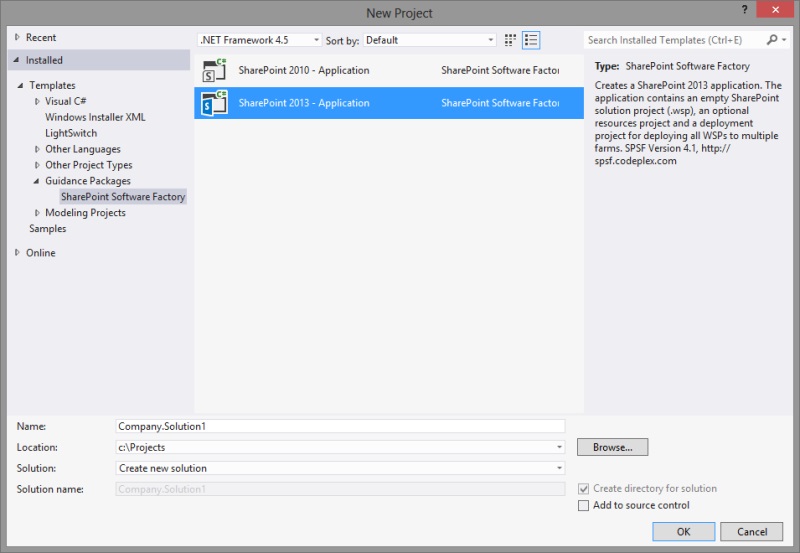 New Project
?
Recent
Installed
Templates
Visual C#
Windows Installer XML
LightSwitch
Other Languages
Other Project Types
Guidance Packages
SharePoint Software Factory
Modeling Projects
Samples
Online
.NET Framework 4.5
Sort by:
Default
C#
SharePoint 2010 - Application
SharePoint Software Factor
C#
SharePoint 2013 - Application
SharePoint Software Factor
Search Installed Templates (Ctrl+E)
Type: SharePoint Software Factory
Creates a SharePoint 2013 application. The
application contains an empty SharePoint
solution project (.wsp), an optional
resources project and a deployment
project for deploying all WSPs to multiple
farms. SPSF Version 4.1, http://
spsf.codeplex.com
Name:
Company.Solution1
Location:
c:\Projects
Browse...
Solution:
Create new solution
Solution name:
Company.Solution1
Create directory for solution
Add to source control
OK
Cancel